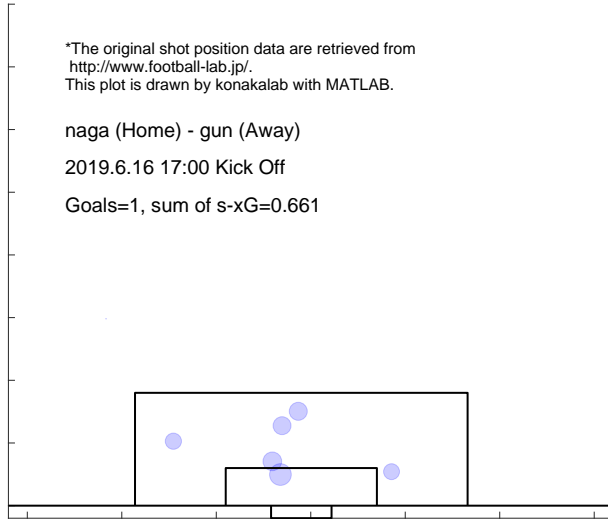 *The original shot position data are retrieved from
http://www.football-lab.jp/.
This plot is drawn by konakalab with MATLAB.
naga (Home) - gun (Away)
2019.6.16 17:00 Kick Off
Goals=1, sum of s-xG=0.661